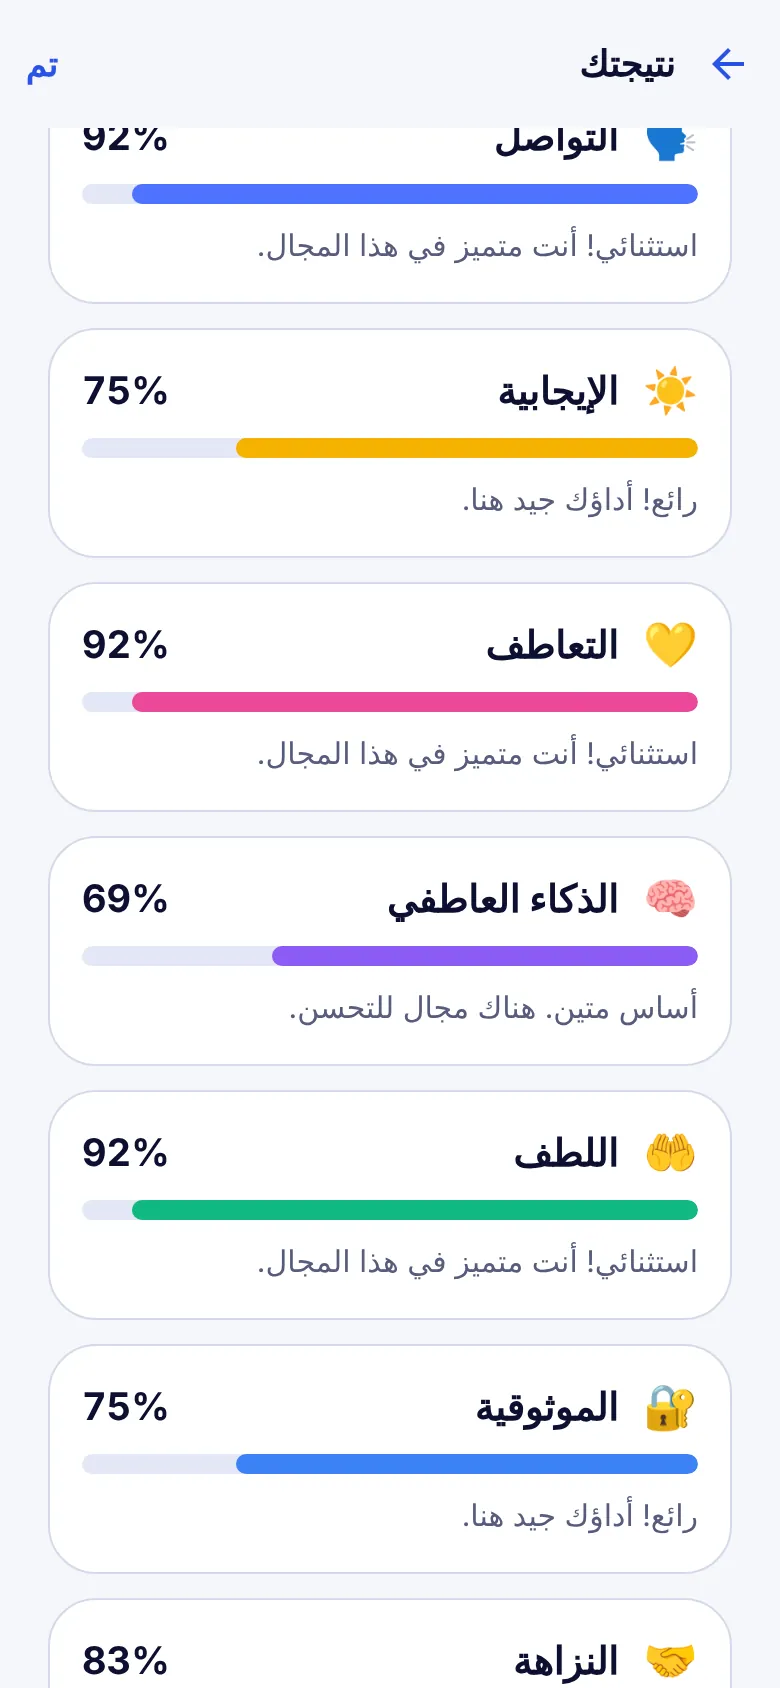 نتيجتك
تم
التواصل 92%
استثنائي! أنت متميز في هذا المجال.
الإيجابية 75%
رائع! أداؤك جيد هنا.
التعاطف 92%
استثنائي! أنت متميز في هذا المجال.
الذكاء العاطفي 69%
أساس متين. هناك مجال للتحسن.
اللطف 92%
استثنائي! أنت متميز في هذا المجال.
الموثوقية 75%
رائع! أداؤك جيد هنا.
النزاهة 83%